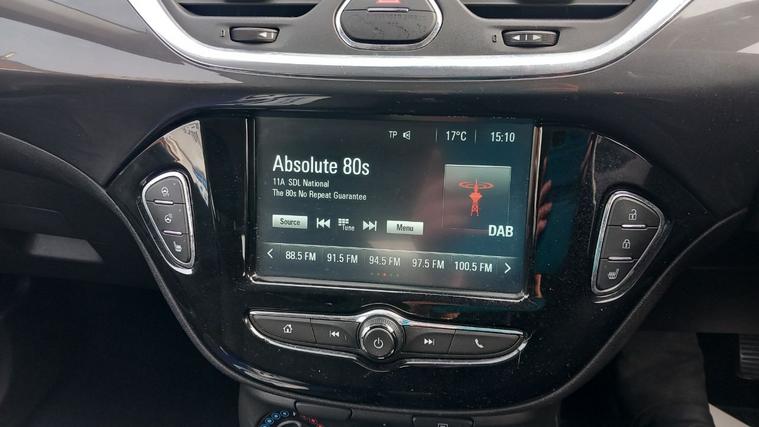 TP 17°C 15:10
Absolute 80s
11A SDL National
The 80s No Repeat Guarantee
Source Tune Menu
DAB
88.5 FM 91.5 FM 94.5 FM 97.5 FM 100.5 FM